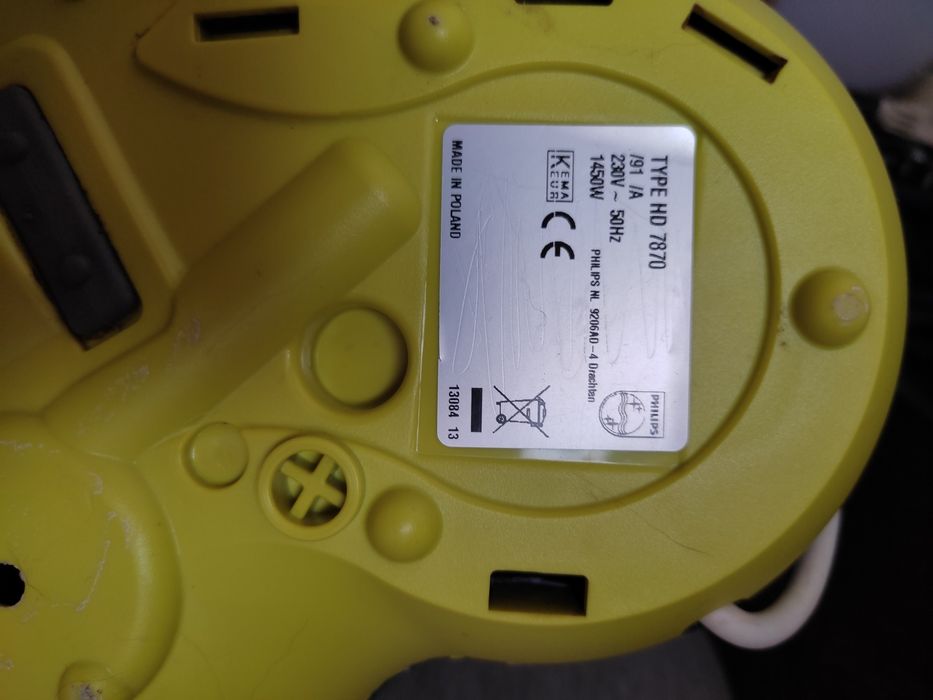 TYPE HD 7870
/91 /A
230V ~ 50Hz
1450W
PHILIPS NL 9206AD-4 Drachten
KEMA
KEUR
CE
MADE IN POLAND
PHILIPS
13084 13